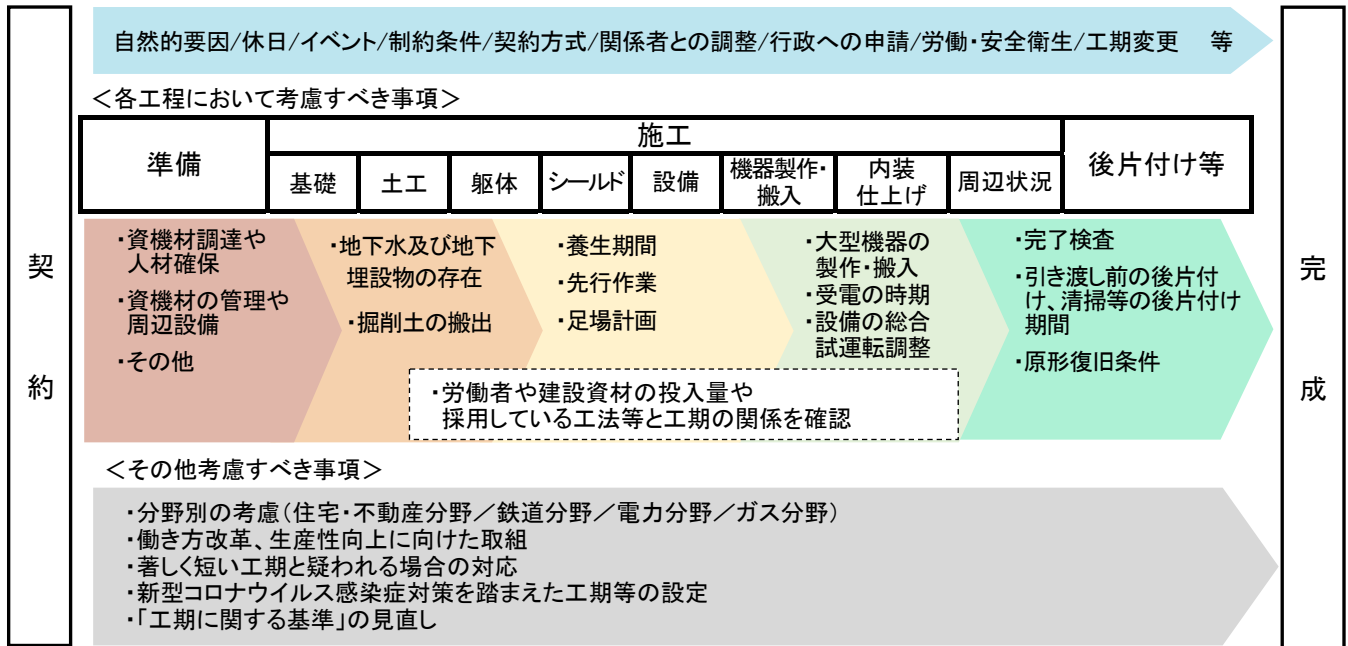 自然的要因/休日/イベント/制約条件/契約方式/関係者との調整/行政への申請/労働・安全衛生/工期変更　等
＜各工程において考慮すべき事項＞
契約
準備
施工
基礎
土工
躯体
シールド
設備
機器製作・
搬入
内装
仕上げ
周辺状況
後片付け等
・資機材調達や
人材確保
・資機材の管理や
周辺設備
・その他
・地下水及び地下
埋設物の存在
・掘削土の搬出
・養生期間
・先行作業
・足場計画
・大型機器の
製作・搬入
・受電の時期
・設備の総合
試運転調整
・完了検査
・引き渡し前の後片付
け、清掃等の後片付け
期間
・原形復旧条件
・労働者や建設資材の投入量や
採用している工法等と工期の関係を確認
完成
＜その他考慮すべき事項＞
・分野別の考慮（住宅・不動産分野／鉄道分野／電力分野／ガス分野）
・働き方改革、生産性向上に向けた取組
・著しく短い工期と疑われる場合の対応
・新型コロナウイルス感染症対策を踏まえた工期等の設定
・「工期に関する基準」の見直し